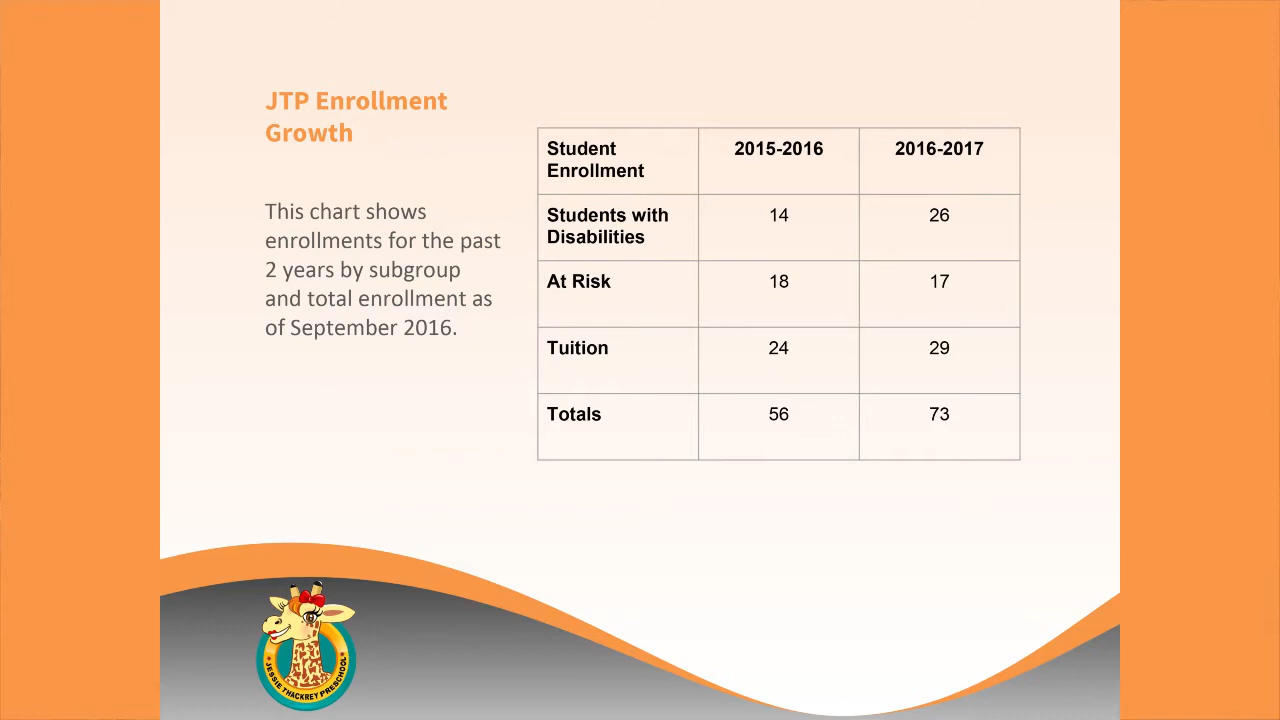 JTP Enrollment
Growth
This chart shows
enrollments for the past
2 years by subgroup
and total enrollment as
of September 2016.
Student Enrollment 2015-2016 2016-2017
Students with Disabilities 14 26
At Risk 18 17
Tuition 24 29
Totals 56 73
JESSIE THACKREY PRESCHOOL